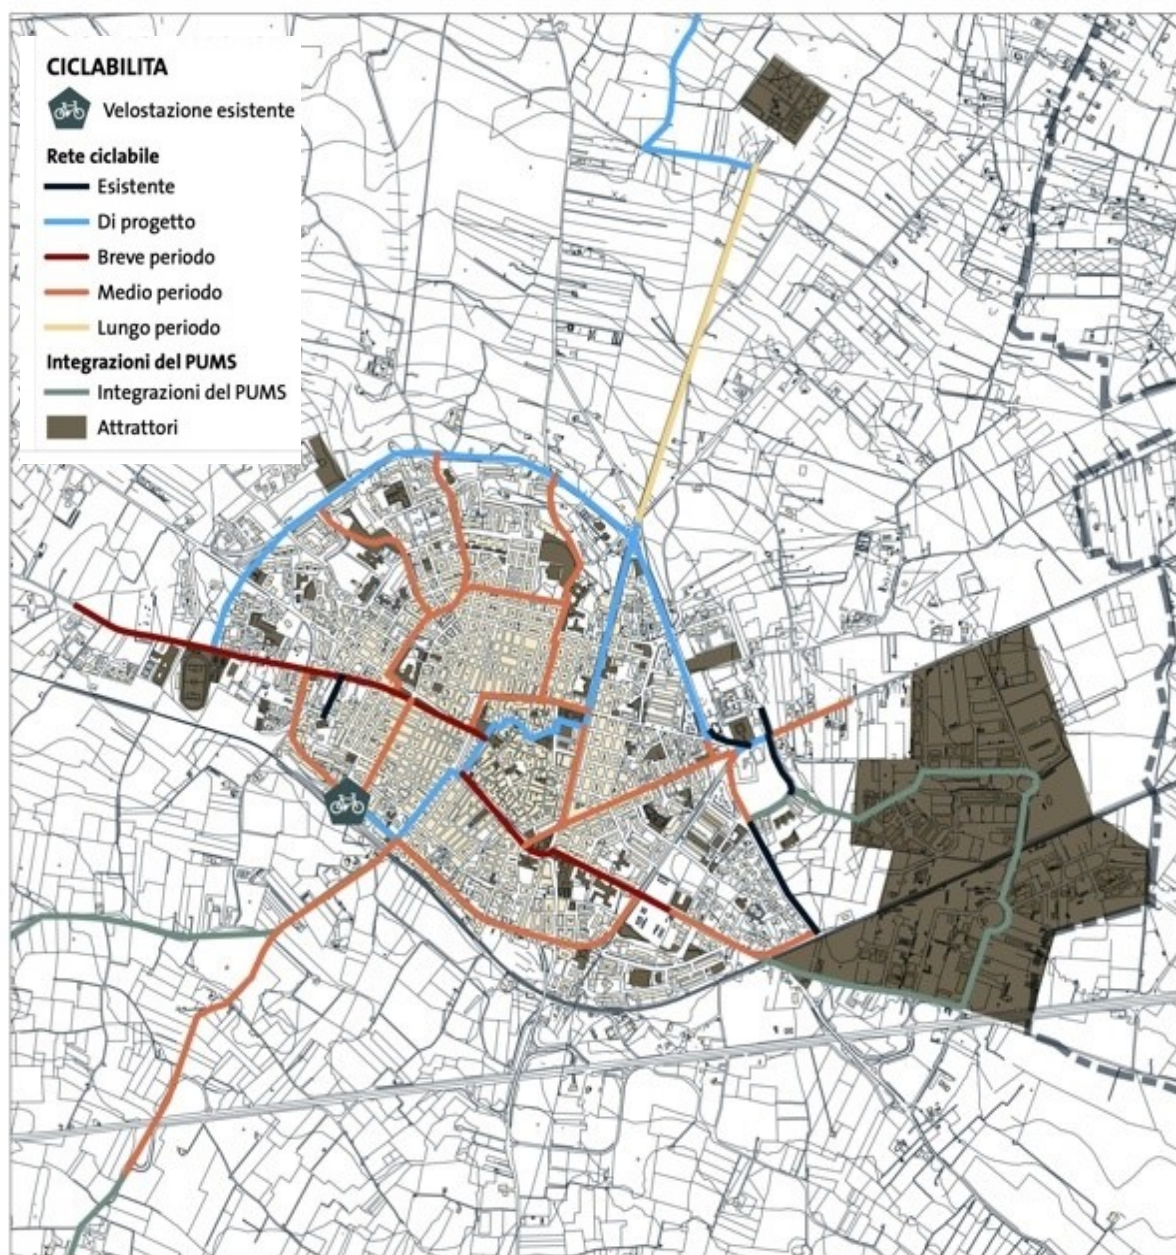 CICLABILITA
Velostazione esistente
Rete ciclabile
Esistente
Di progetto
Breve periodo
Medio periodo
Lungo periodo
Integrazioni del PUMS
Integrazioni del PUMS
Attrattori